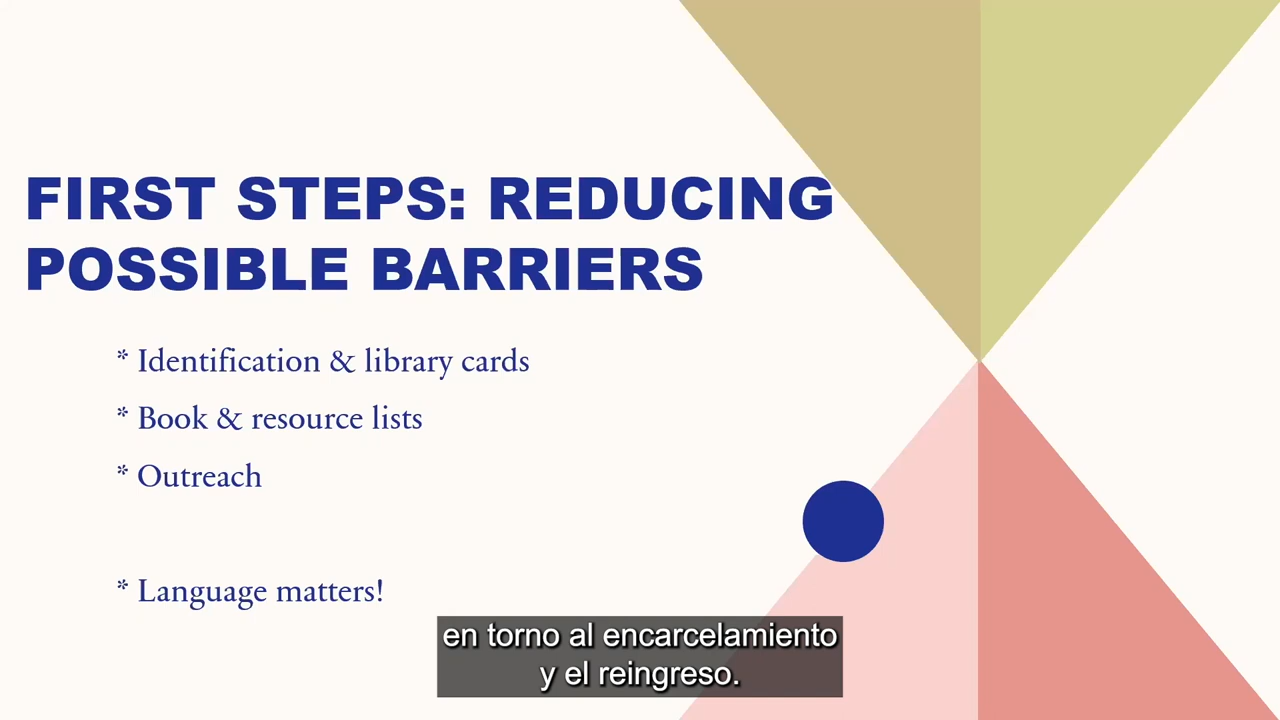 FIRST STEPS: REDUCING
POSSIBLE BARRIERS
* Identification & library cards
* Book & resource lists
* Outreach
* Language matters!
en torno al encarcelamiento
y el reingreso.